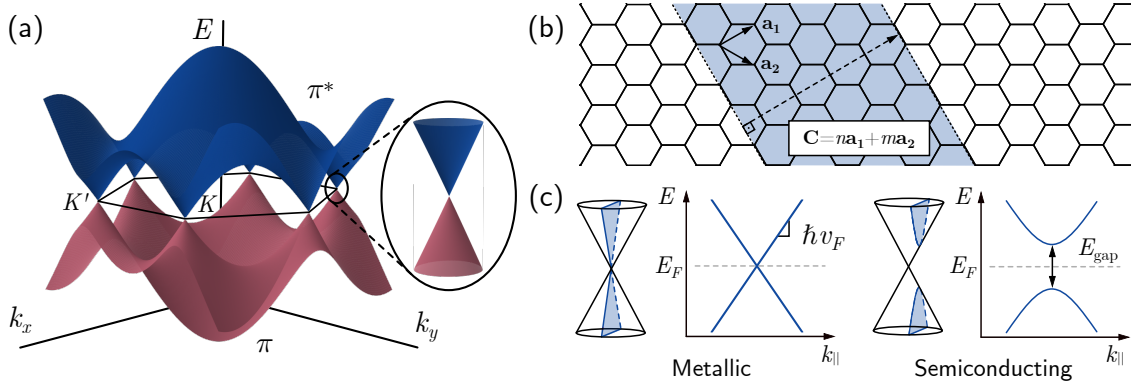 (a)
E
π*
K′
K
k_x
k_y
π
(b)
a₁
a₂
C=na₁+ma₂
(c)
E
ħv_F
E_F
k_∥
Metallic
E
E_gap
E_F
k_∥
Semiconducting